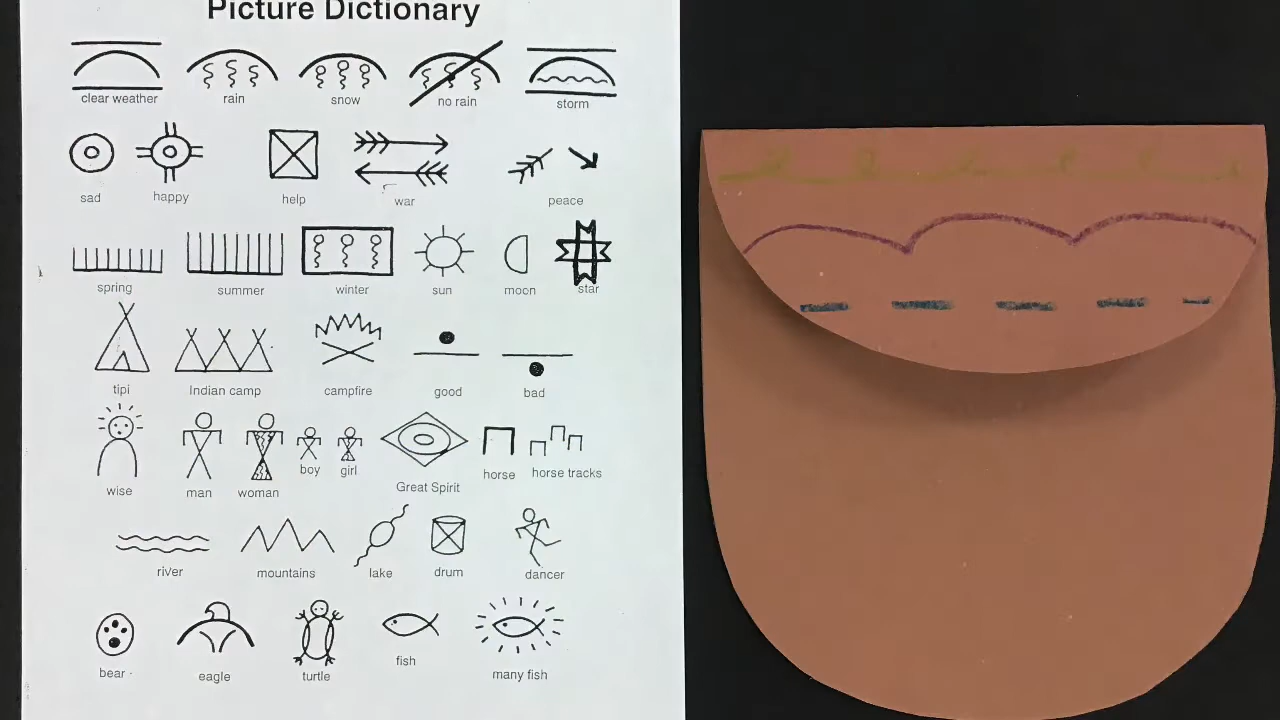 Picture Dictionary
clear weather rain snow no rain storm
sad happy help war peace
spring summer winter sun moon star
tipi Indian camp campfire good bad
wise man woman boy girl Great Spirit horse horse tracks
river mountains lake drum dancer
bear eagle turtle fish many fish